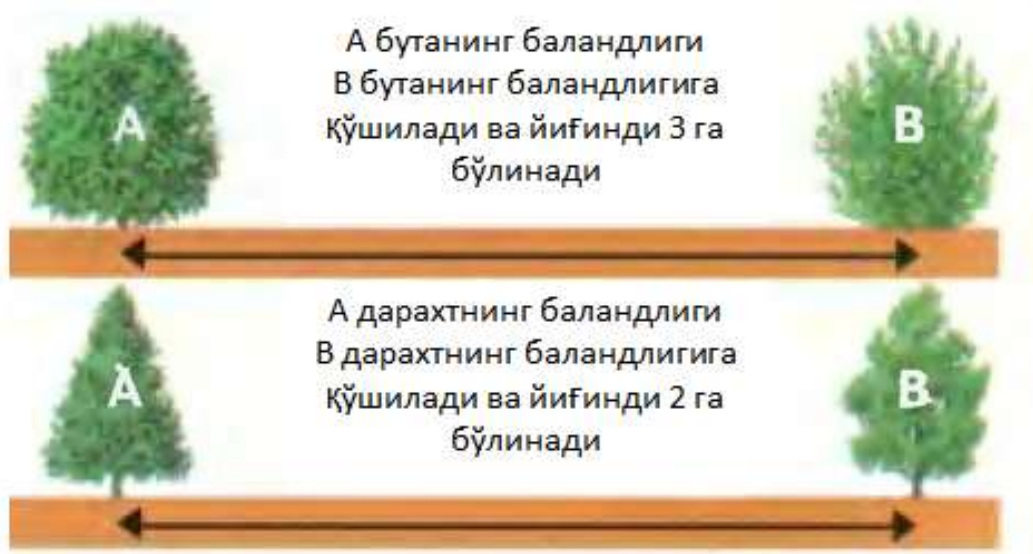 А бутанинг баландлиги
В бутанинг баландлигига
қўшилади ва йиғинди 3 га
бўлинади
А
В
А дарахтнинг баландлиги
В дарахтнинг баландлигига
қўшилади ва йиғинди 2 га
бўлинади
А
В